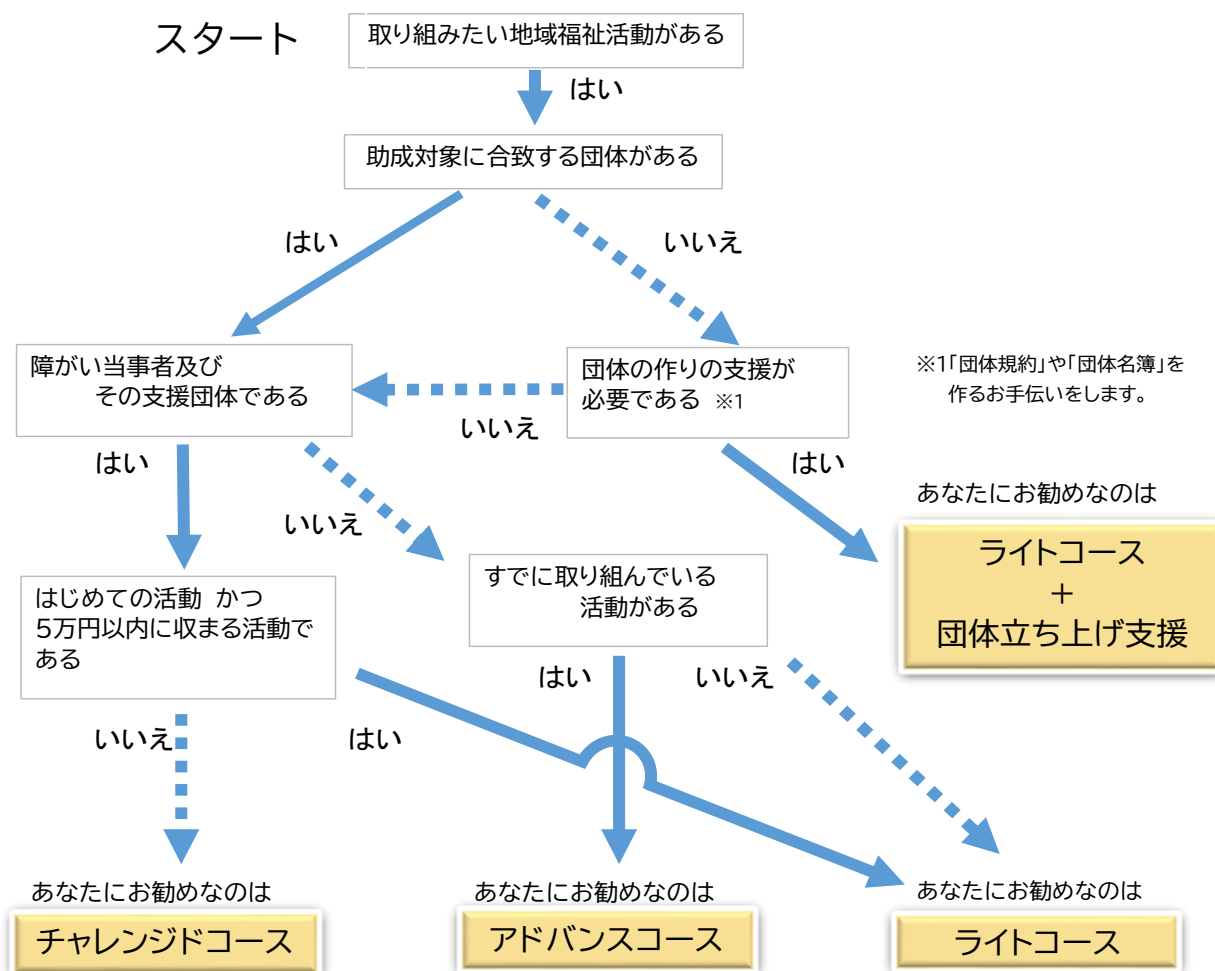 スタート
取り組みたい地域福祉活動がある
はい
助成対象に合致する団体がある
はい
いいえ
障がい当事者及び
その支援団体である
団体の作りの支援が
必要である ※1
※1「団体規約」や「団体名簿」を
作るお手伝いをします。
いいえ
はい
はい
いいえ
あなたにお勧めなのは
ライトコース
+
団体立ち上げ支援
はじめての活動 かつ
5万円以内に収まる活動で
ある
すでに取り組んでいる
活動がある
はい
いいえ
いいえ
はい
あなたにお勧めなのは
チャレンジドコース
あなたにお勧めなのは
アドバンスコース
あなたにお勧めなのは
ライトコース